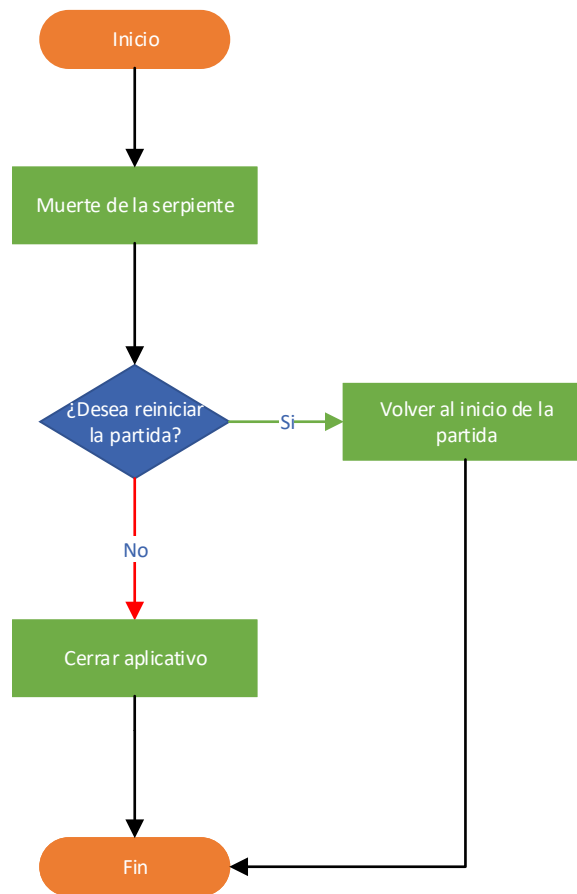 Inicio
Muerte de la serpiente
¿Desea reiniciar
la partida?
Si
Volver al inicio de la
partida
No
Cerrar aplicativo
Fin